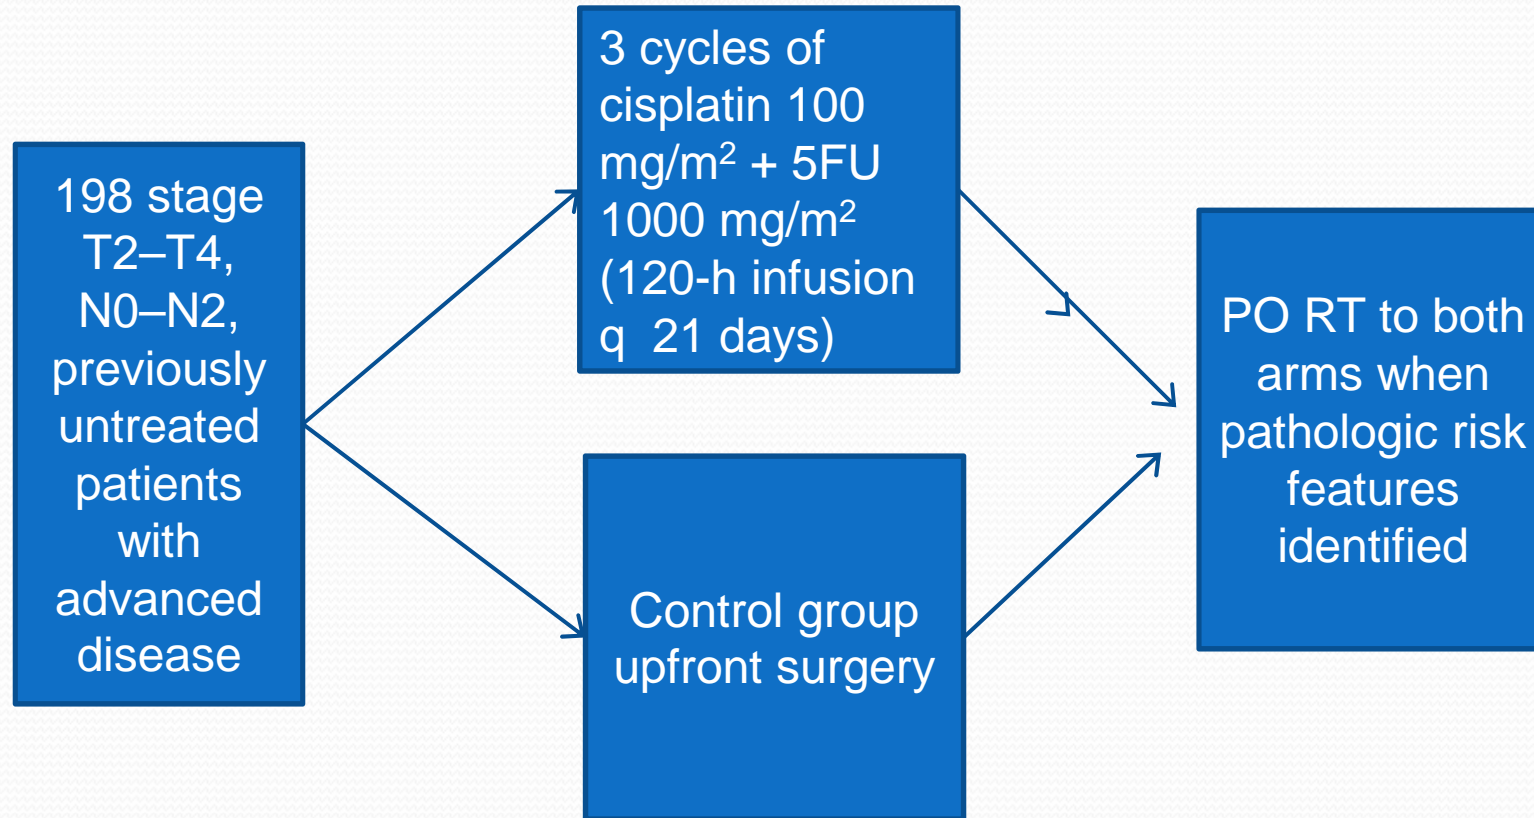 198 stage
T2–T4,
N0–N2,
previously
untreated
patients
with
advanced
disease
3 cycles of
cisplatin 100
mg/m² + 5FU
1000 mg/m²
(120-h infusion
q  21 days)
Control group
upfront surgery
PO RT to both
arms when
pathologic risk
features
identified